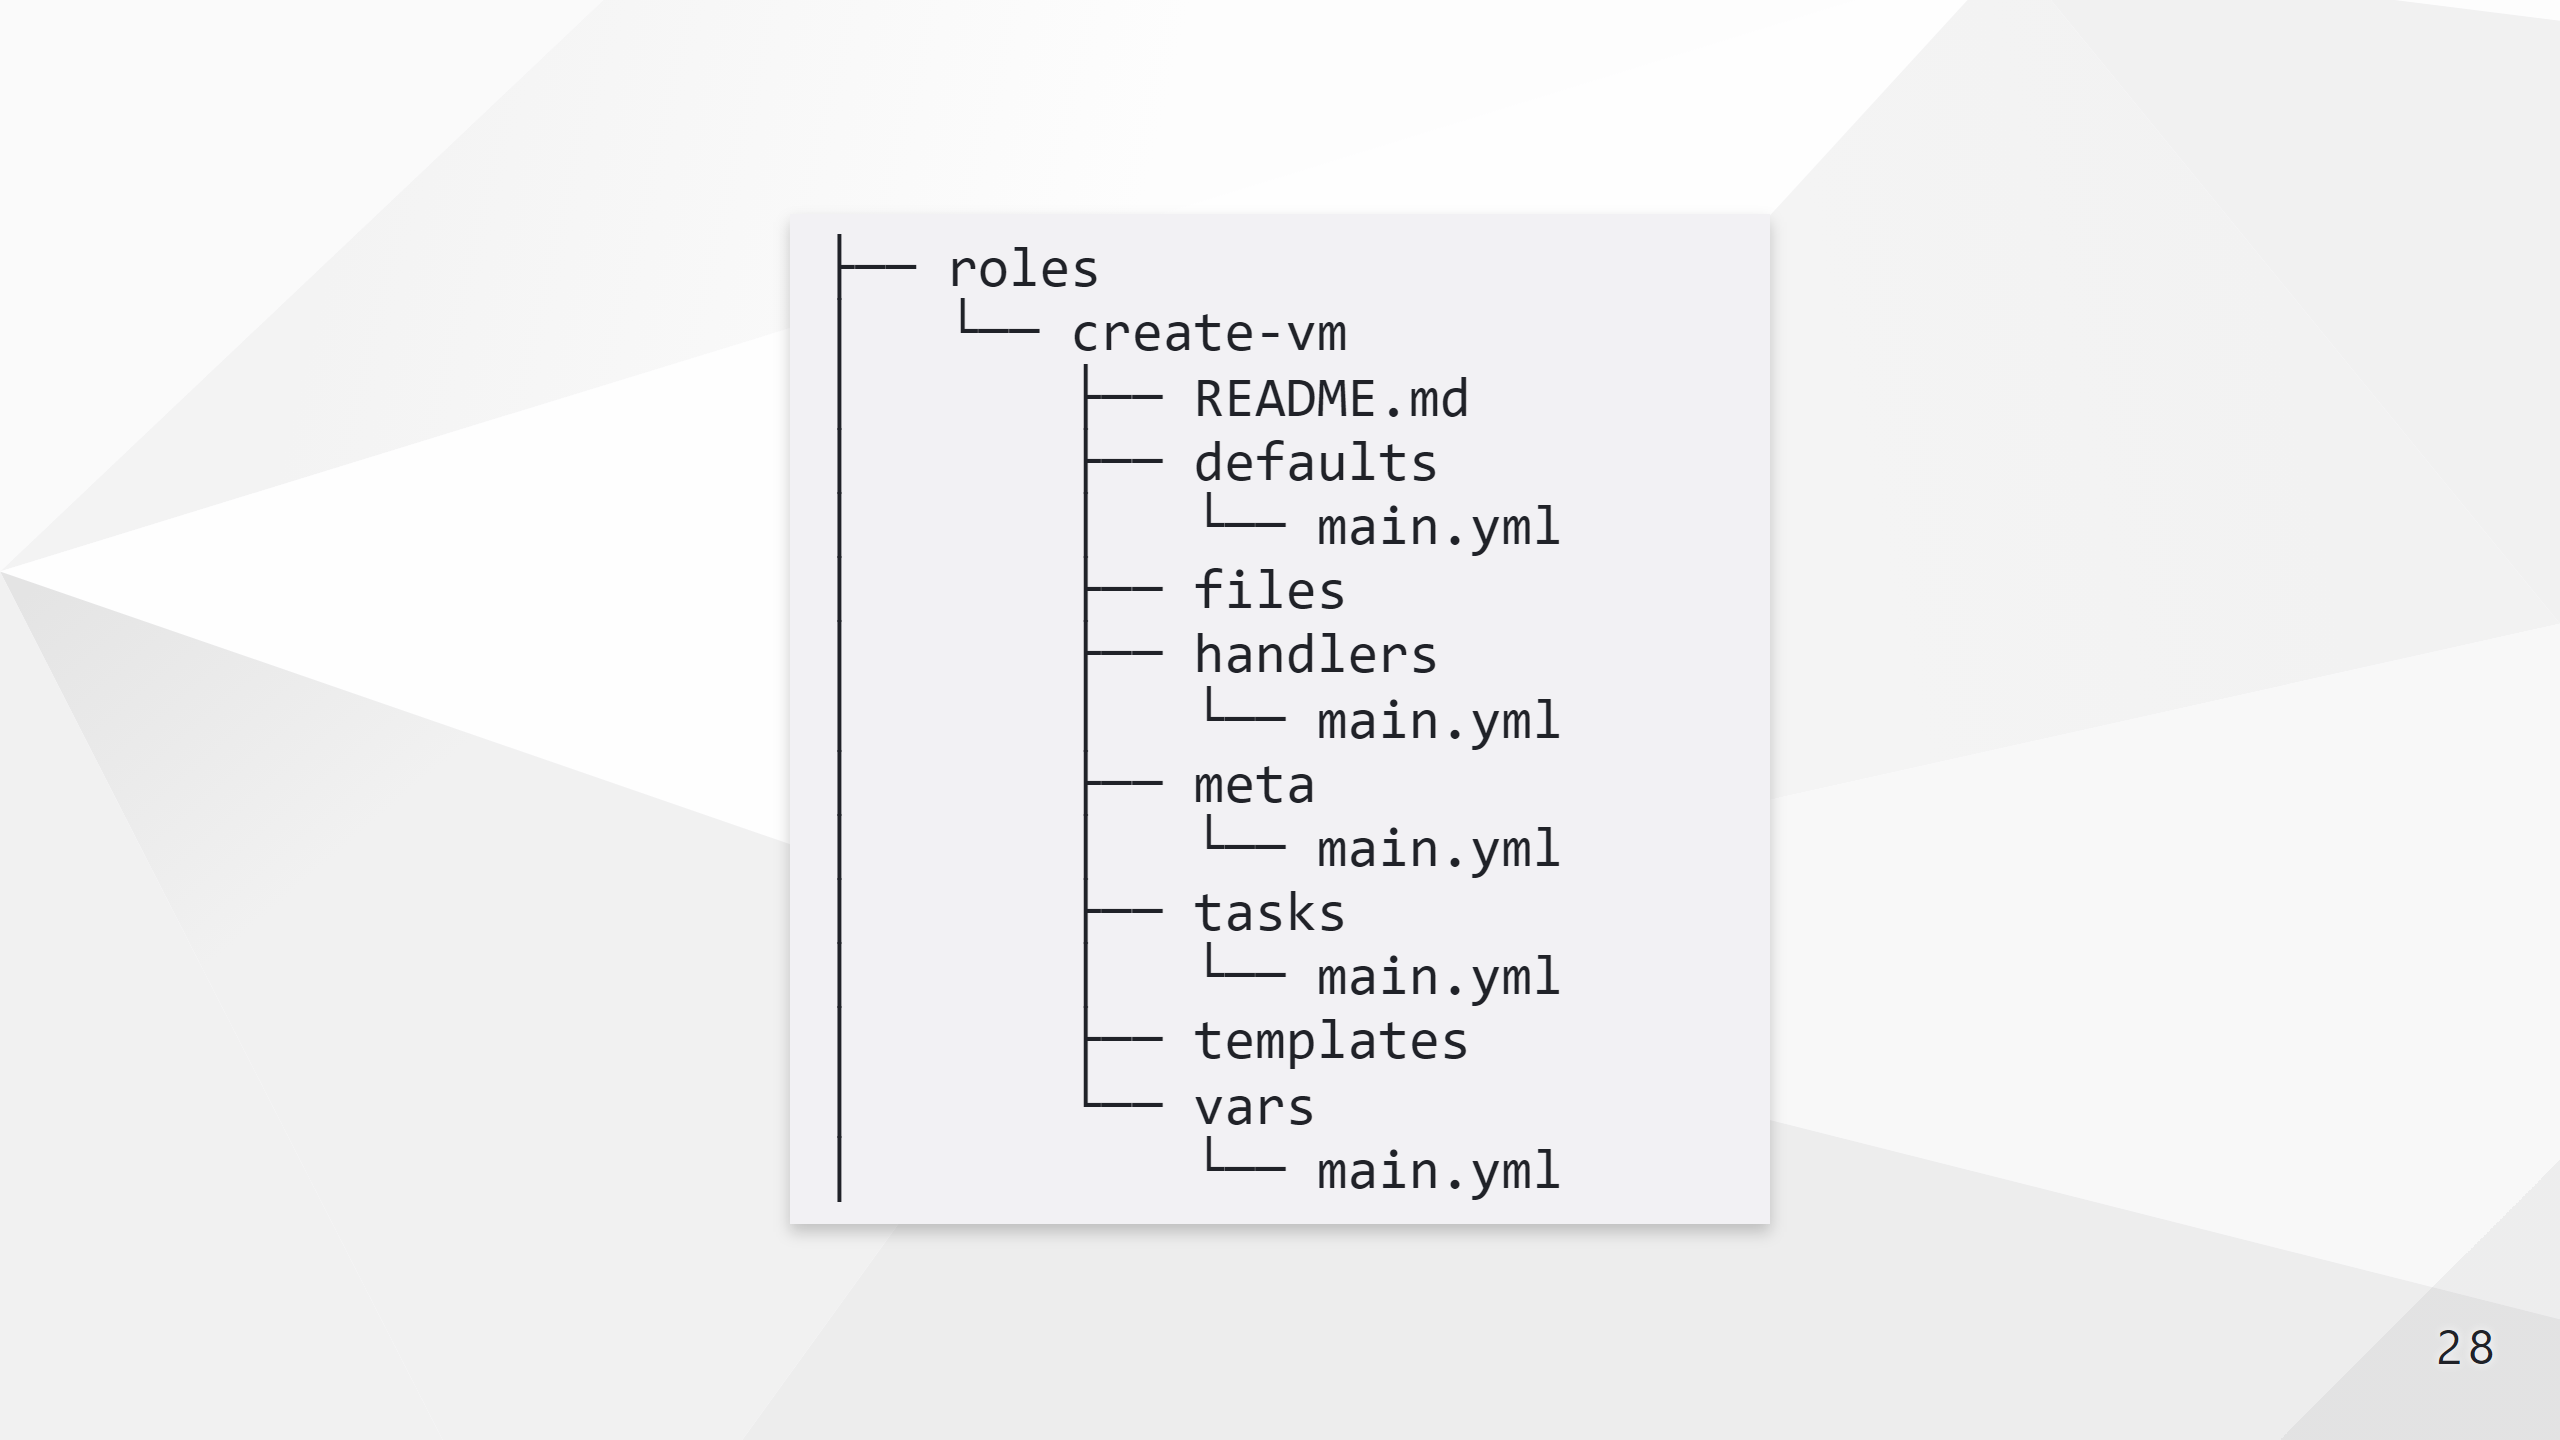 ├── roles
│   └── create-vm
│       ├── README.md
│       ├── defaults
│       │   └── main.yml
│       ├── files
│       ├── handlers
│       │   └── main.yml
│       ├── meta
│       │   └── main.yml
│       ├── tasks
│       │   └── main.yml
│       ├── templates
│       └── vars
│           └── main.yml
28